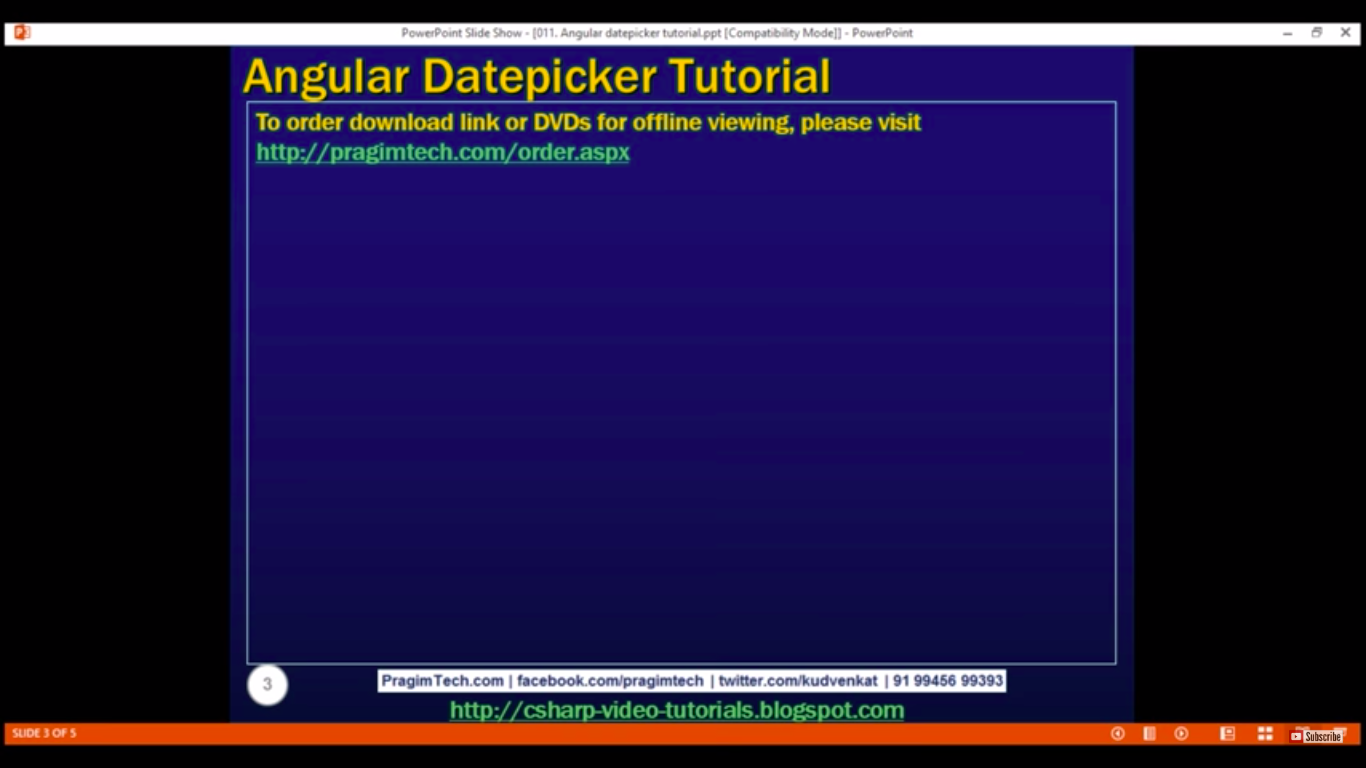 PowerPoint Slide Show - [011. Angular datepicker tutorial.ppt [Compatibility Mode]] - PowerPoint
Angular Datepicker Tutorial
To order download link or DVDs for offline viewing, please visit
http://pragimtech.com/order.aspx
3
PragimTech.com | facebook.com/pragimtech | twitter.com/kudvenkat | 91 99456 99393
http://csharp-video-tutorials.blogspot.com
SLIDE 3 OF 5
Subscribe